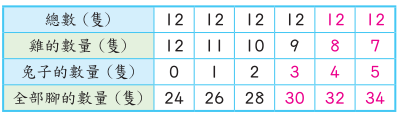 總數(隻) 12 12 12 12 12 12
雞的數量(隻) 12 11 10 9 8 7
兔子的數量(隻) 0 1 2 3 4 5
全部腳的數量(隻) 24 26 28 30 32 34